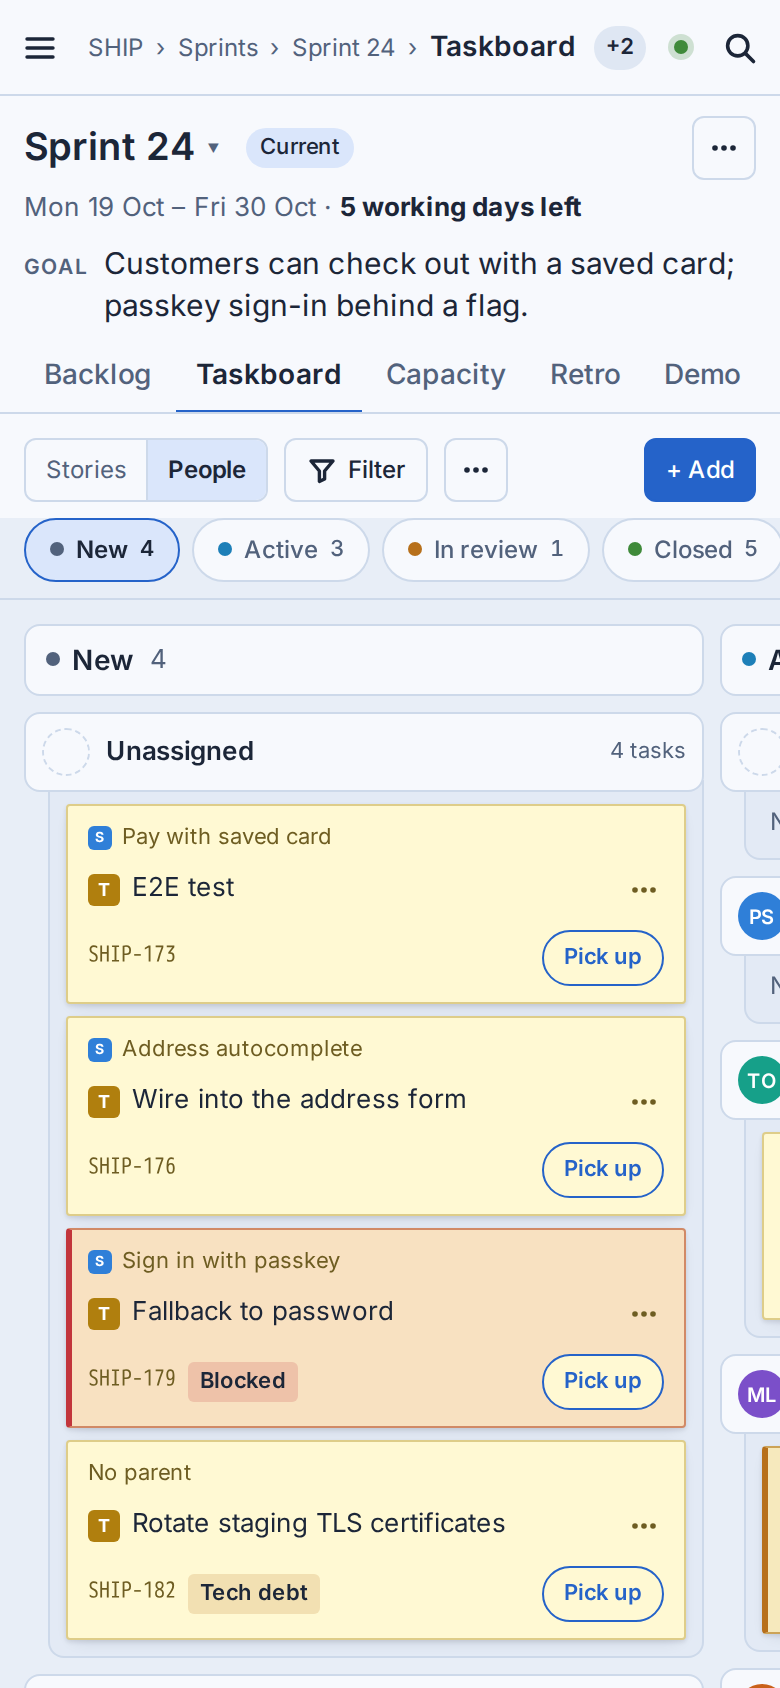 SHIP › Sprints › Sprint 24 › Taskboard +2
Sprint 24 ▾ Current
Mon 19 Oct – Fri 30 Oct · 5 working days left
GOAL Customers can check out with a saved card;
passkey sign-in behind a flag.
Backlog Taskboard Capacity Retro Demo
Stories People Filter + Add
New 4 Active 3 In review 1 Closed 5
New 4
Unassigned 4 tasks
S Pay with saved card
T E2E test
SHIP-173 Pick up
PS
S Address autocomplete
TO
T Wire into the address form
SHIP-176 Pick up
S Sign in with passkey
T Fallback to password
SHIP-179 Blocked Pick up
ML
No parent
T Rotate staging TLS certificates
SHIP-182 Tech debt Pick up